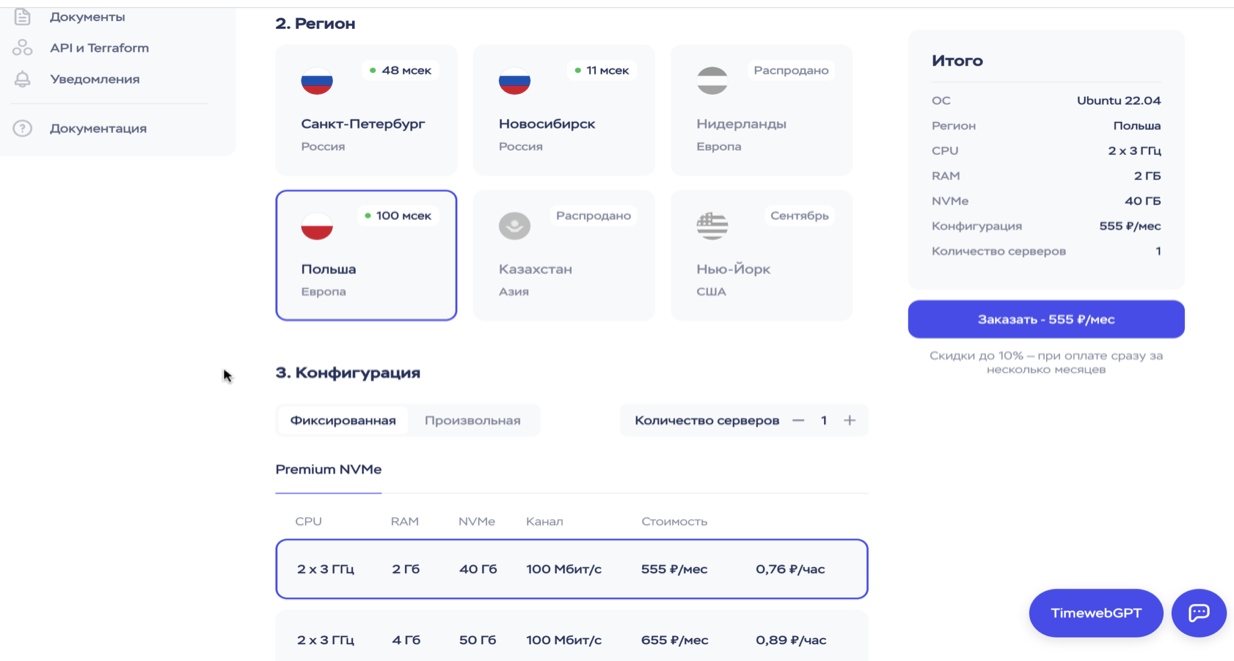 Документы
API и Terraform
Уведомления
Документация
2. Регион
48 мсек
Санкт-Петербург
Россия
11 мсек
Новосибирск
Россия
Распродано
Нидерланды
Европа
100 мсек
Польша
Европа
Распродано
Казахстан
Азия
Сентябрь
Нью-Йорк
США
3. Конфигурация
Фиксированная Произвольная
Количество серверов — 1 +
Premium NVMe
CPU RAM NVMe Канал Стоимость
2 x 3 ГГц 2 Гб 40 Гб 100 Мбит/с 555 ₽/мес 0,76 ₽/час
2 x 3 ГГц 4 Гб 50 Гб 100 Мбит/с 655 ₽/мес 0,89 ₽/час
Итого
ОС Ubuntu 22.04
Регион Польша
CPU 2 x 3 ГГц
RAM 2 ГБ
NVMe 40 ГБ
Конфигурация 555 ₽/мес
Количество серверов 1
Заказать - 555 ₽/мес
Скидки до 10% – при оплате сразу за
несколько месяцев
TimewebGPT